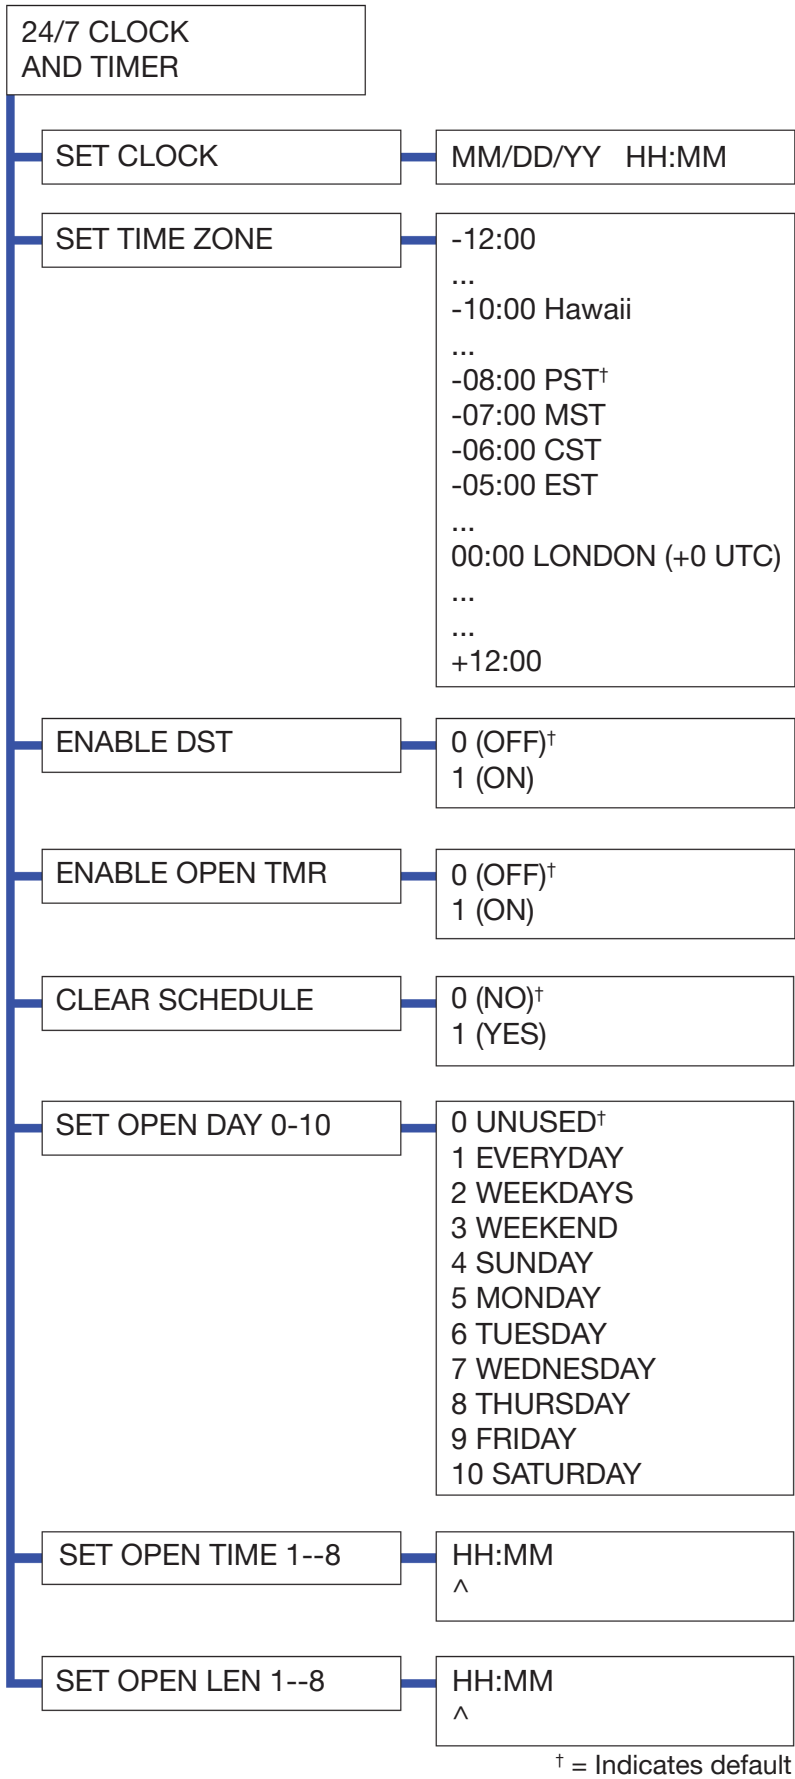 24/7 CLOCK
AND TIMER
SET CLOCK
MM/DD/YY HH:MM
SET TIME ZONE
-12:00
...
-10:00 Hawaii
...
-08:00 PST†
-07:00 MST
-06:00 CST
-05:00 EST
...
00:00 LONDON (+0 UTC)
...
...
+12:00
ENABLE DST
0 (OFF)†
1 (ON)
ENABLE OPEN TMR
0 (OFF)†
1 (ON)
CLEAR SCHEDULE
0 (NO)†
1 (YES)
SET OPEN DAY 0-10
0 UNUSED†
1 EVERYDAY
2 WEEKDAYS
3 WEEKEND
4 SUNDAY
5 MONDAY
6 TUESDAY
7 WEDNESDAY
8 THURSDAY
9 FRIDAY
10 SATURDAY
SET OPEN TIME 1--8
HH:MM
^
SET OPEN LEN 1--8
HH:MM
^
† = Indicates default